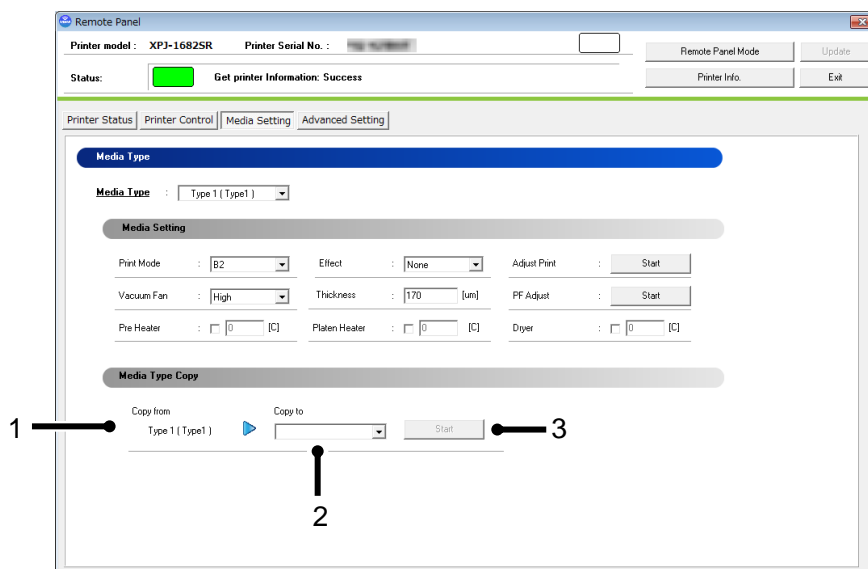 Remote Panel
Printer model : XPJ-1682SR Printer Serial No. :
Remote Panel Mode Update
Status: Get printer Information: Success
Printer Info. Exit
Printer Status Printer Control Media Setting Advanced Setting
Media Type
Media Type : Type 1 ( Type1 )
Media Setting
Print Mode : B2 Effect : None Adjust Print : Start
Vacuum Fan : High Thickness : 170 [um] PF Adjust : Start
Pre Heater : 0 [C] Platen Heater : 0 [C] Dryer : 0 [C]
Media Type Copy
Copy from Copy to
1 Type 1 ( Type1 ) Start 3
2